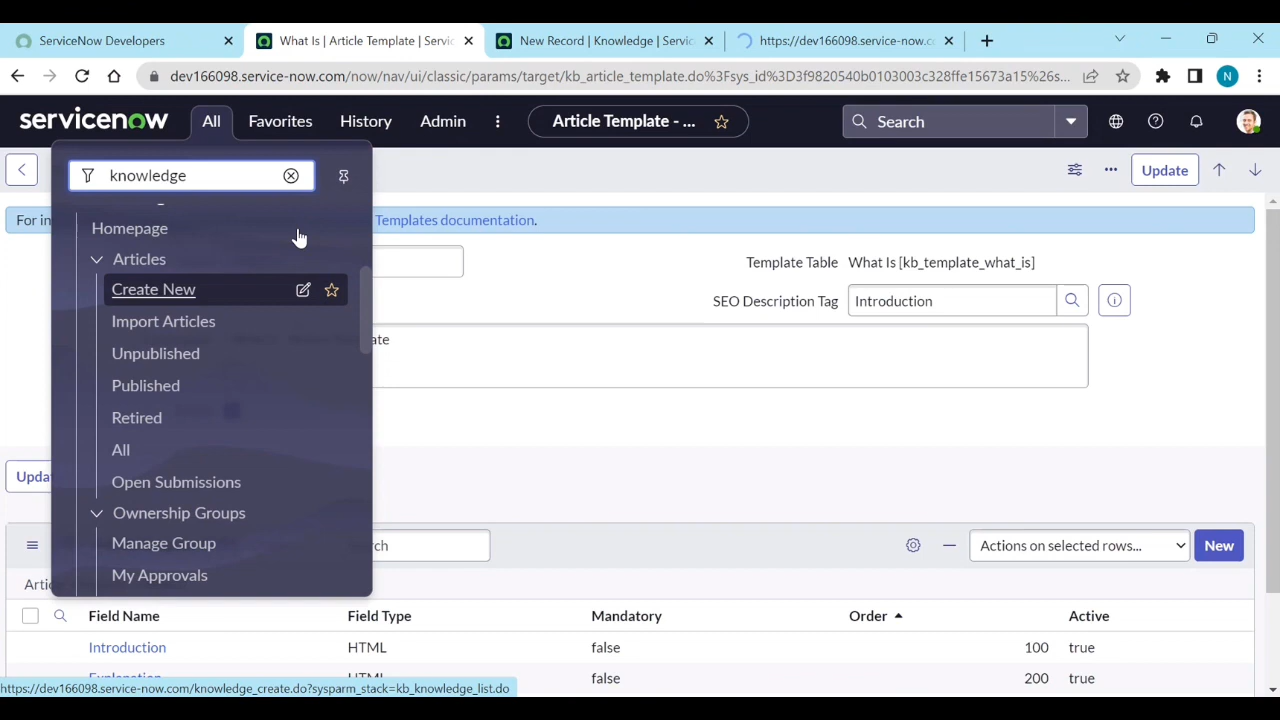 ServiceNow Developers
What Is | Article Template | Servic
New Record | Knowledge | Servic
https://dev166098.service-now.c
dev166098.service-now.com/now/nav/ui/classic/params/target/kb_article_template.do%3Fsys_id%3D3f9820540b0103003c328ffe15673a15%26s...
N
servicenow
All
Favorites
History
Admin
Article Template - ...
Search
knowledge
Update
For in
Templates documentation.
Homepage
Articles
Template Table
What Is [kb_template_what_is]
Create New
SEO Description Tag
Introduction
Import Articles
ate
Unpublished
Published
Retired
All
Upda
Open Submissions
Ownership Groups
Manage Group
rch
Actions on selected rows...
New
My Approvals
Artic
Field Name
Field Type
Mandatory
Order
Active
Introduction
HTML
false
100
true
Explanation
HTML
false
200
true
https://dev166098.service-now.com/knowledge_create.do?sysparm_stack=kb_knowledge_list.do